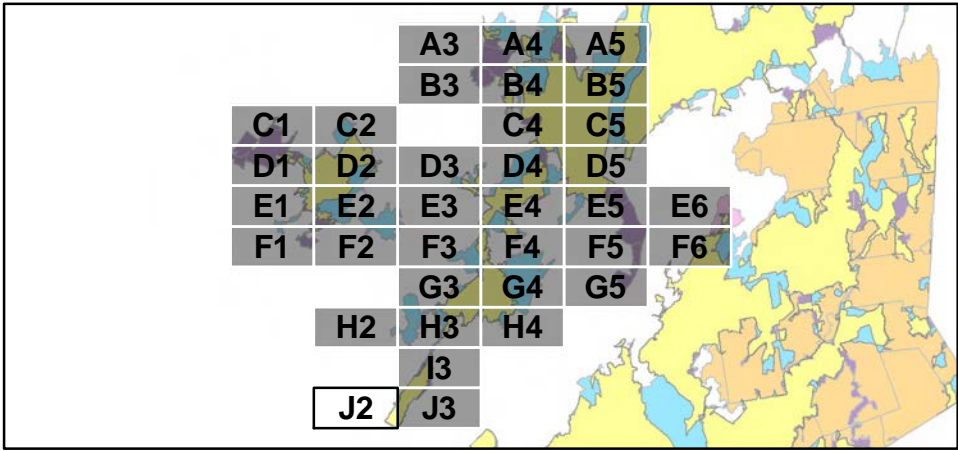 A3 A4 A5
B3 B4 B5
C1 C2 C4 C5
D1 D2 D3 D4 D5
E1 E2 E3 E4 E5 E6
F1 F2 F3 F4 F5 F6
G3 G4 G5
H2 H3 H4
I3
J2 J3